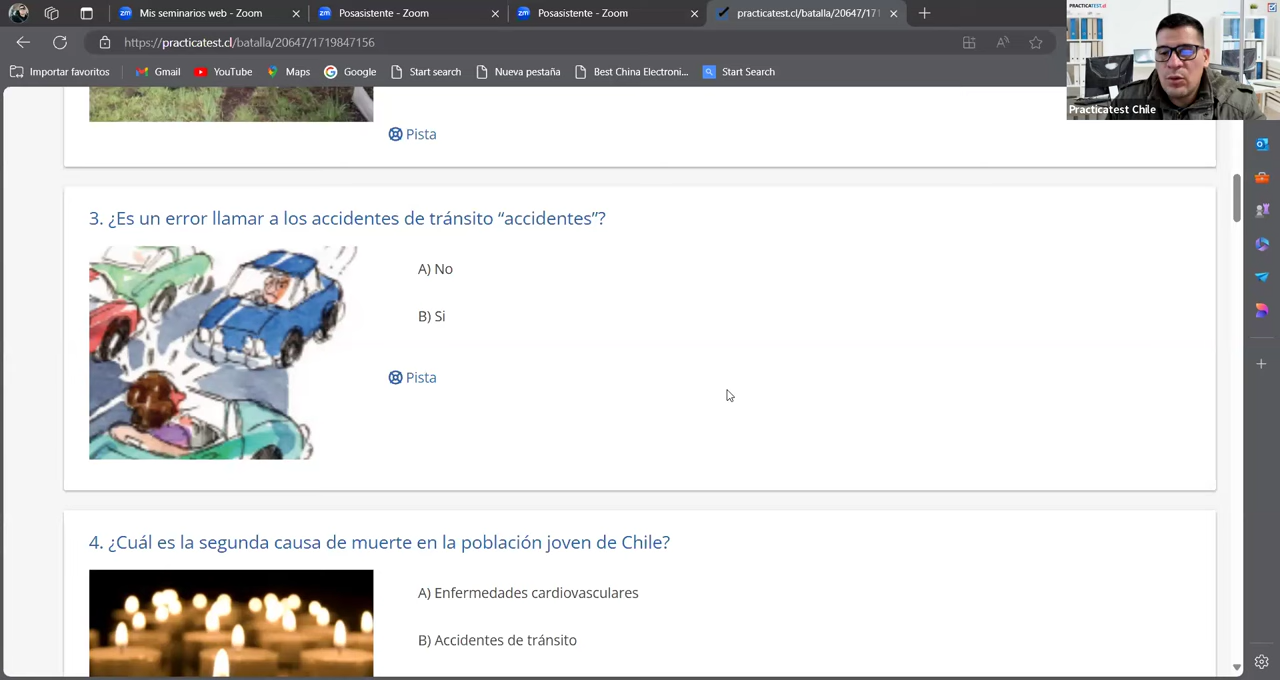 Mis seminarios web - Zoom
Posasistente - Zoom
Posasistente - Zoom
practicatest.cl/batalla/20647/171
https://practicatest.cl/batalla/20647/1719847156
Importar favoritos
Gmail
YouTube
Maps
Google
Start search
Nueva pestaña
Best China Electroni...
Start Search
PRACTICATEST.cl
Practicatest Chile
Pista
3. ¿Es un error llamar a los accidentes de tránsito “accidentes”?
A) No
B) Si
Pista
4. ¿Cuál es la segunda causa de muerte en la población joven de Chile?
A) Enfermedades cardiovasculares
B) Accidentes de tránsito